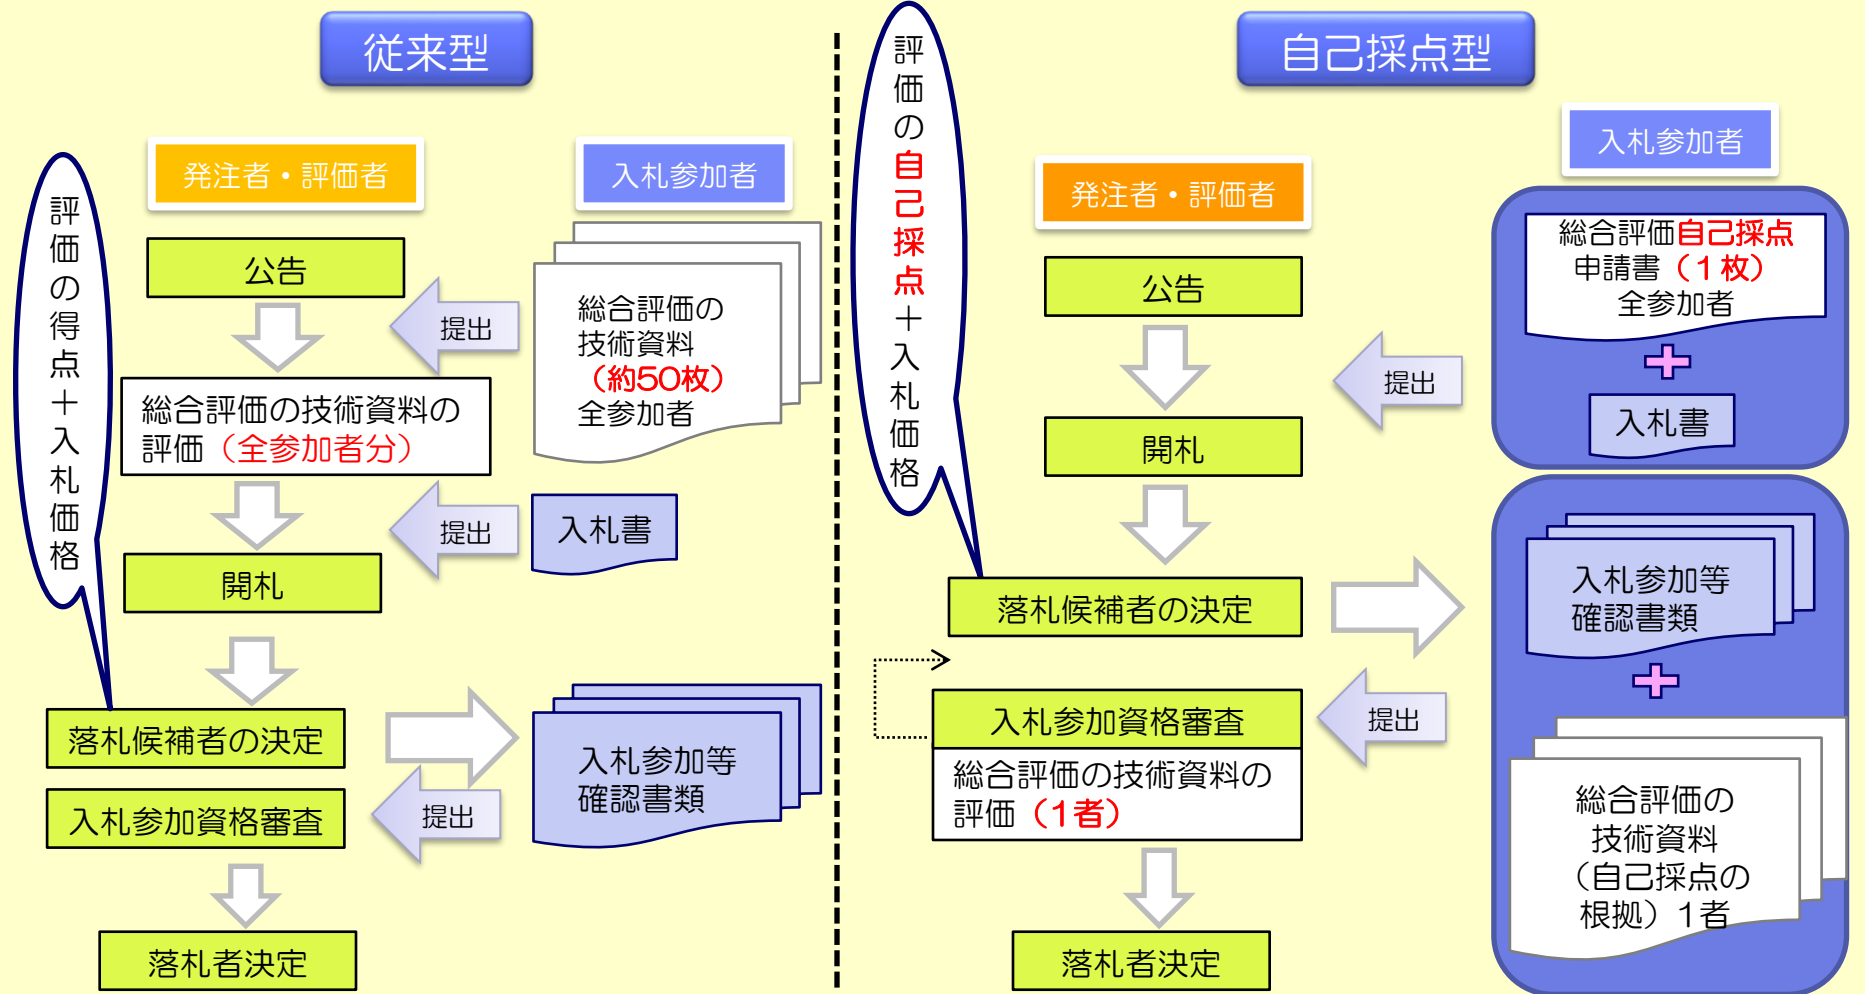 従来型
発注者・評価者
入札参加者
評価の得点＋入札価格
公告
提出
総合評価の
技術資料
（約50枚）
全参加者
総合評価の技術資料の
評価（全参加者分）
提出
入札書
開札
落札候補者の決定
入札参加資格審査
提出
入札参加等
確認書類
落札者決定
自己採点型
評価の自己採点＋入札価格
発注者・評価者
入札参加者
公告
提出
総合評価自己採点
申請書（１枚）
全参加者
入札書
開札
落札候補者の決定
入札参加等
確認書類
入札参加資格審査
総合評価の技術資料の
評価（1者）
提出
総合評価の
技術資料
（自己採点の
根拠）1者
落札者決定